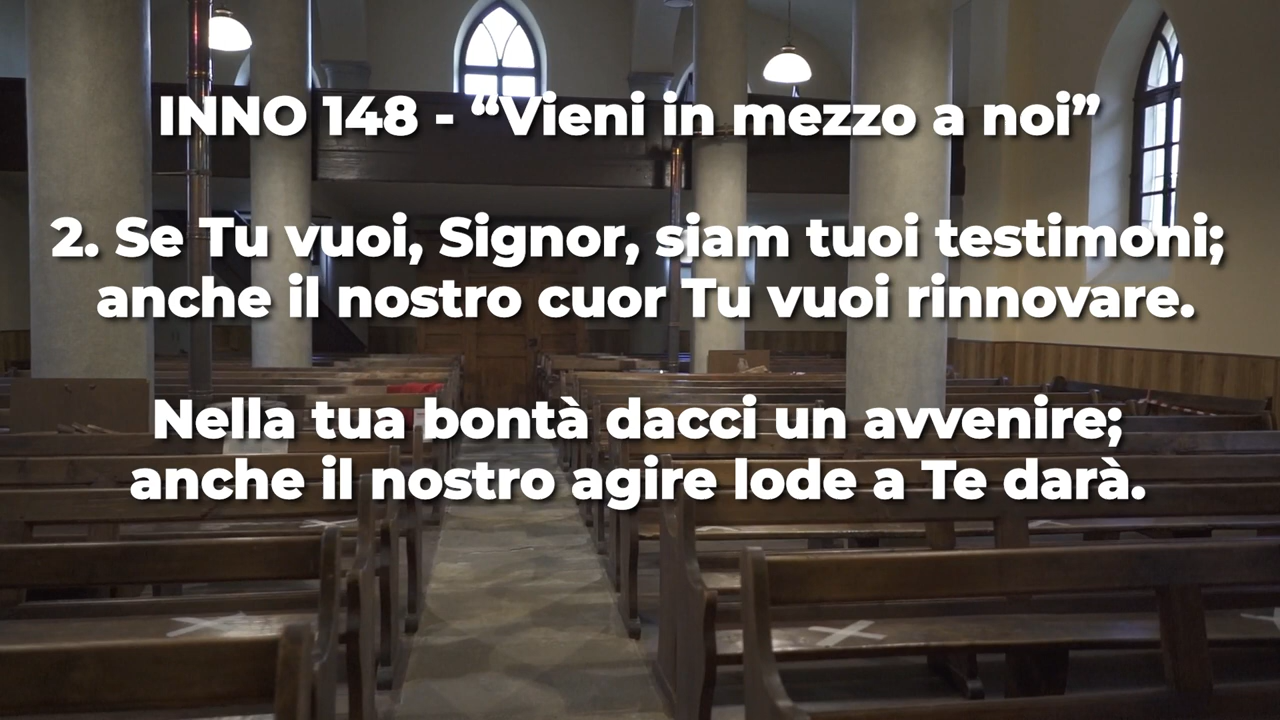 INNO 148 - “Vieni in mezzo a noi”
2. Se Tu vuoi, Signor, siam tuoi testimoni;
anche il nostro cuor Tu vuoi rinnovare.
Nella tua bontà dacci un avvenire;
anche il nostro agire lode a Te darà.